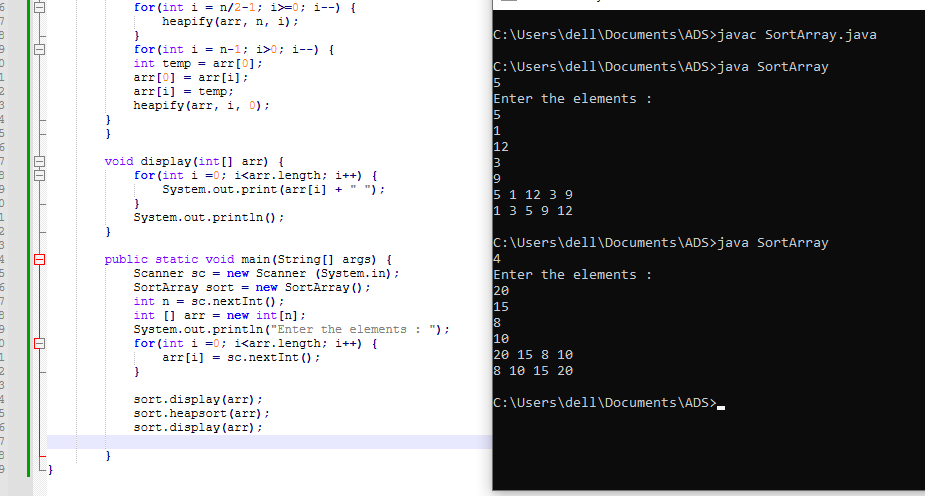 for(int i = n/2-1; i>=0; i--) {
heapify(arr, n, i);
}
for(int i = n-1; i>0; i--) {
int temp = arr[0];
arr[0] = arr[i];
arr[i] = temp;
heapify(arr, i, 0);
}
}
void display(int[] arr) {
for(int i =0; i<arr.length; i++) {
System.out.print(arr[i] + " ");
}
System.out.println();
}
public static void main(String[] args) {
Scanner sc = new Scanner (System.in);
SortArray sort = new SortArray();
int n = sc.nextInt();
int [] arr = new int[n];
System.out.println("Enter the elements : ");
for(int i =0; i<arr.length; i++) {
arr[i] = sc.nextInt();
}
sort.display(arr);
sort.heapsort(arr);
sort.display(arr);
}
}
C:\Users\dell\Documents\ADS>javac SortArray.java
C:\Users\dell\Documents\ADS>java SortArray
5
Enter the elements :
5
1
12
3
9
5 1 12 3 9
1 3 5 9 12
C:\Users\dell\Documents\ADS>java SortArray
4
Enter the elements :
20
15
8
10
20 15 8 10
8 10 15 20
C:\Users\dell\Documents\ADS>